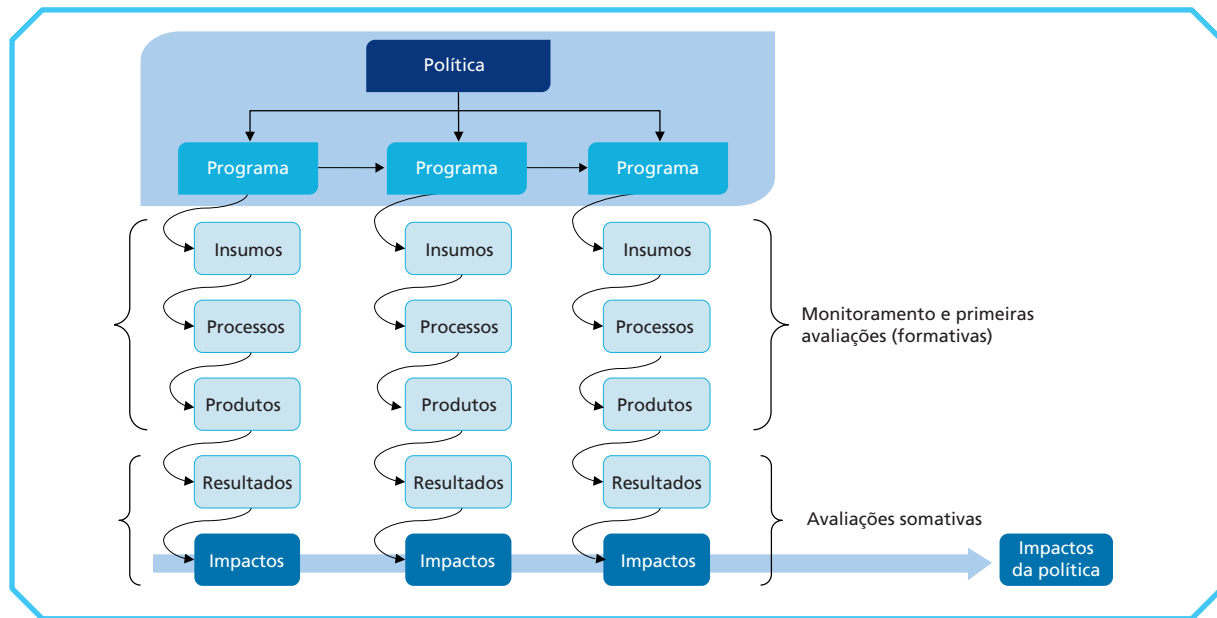 Política
Programa
Programa
Programa
Insumos
Insumos
Insumos
Processos
Processos
Processos
Monitoramento e primeiras
avaliações (formativas)
Produtos
Produtos
Produtos
Resultados
Resultados
Resultados
Avaliações somativas
Impactos
Impactos
Impactos
Impactos
da política